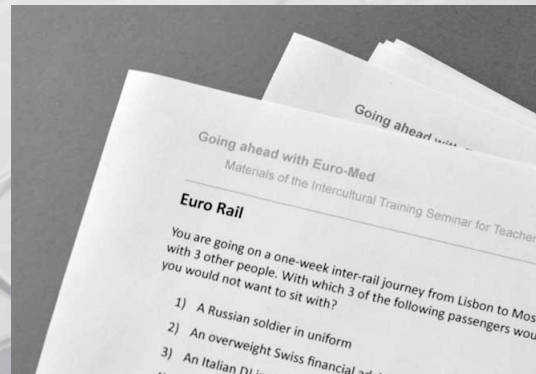 Going ahead
Going ahead with Euro-Med
Materials of the Intercultural Training Seminar for Teacher
Euro Rail
You are going on a one-week inter-rail journey from Lisbon to Mos
with 3 other people. With which 3 of the following passengers wou
you would not want to sit with?
1) A Russian soldier in uniform
2) An overweight Swiss financial
3) An Italian DJ